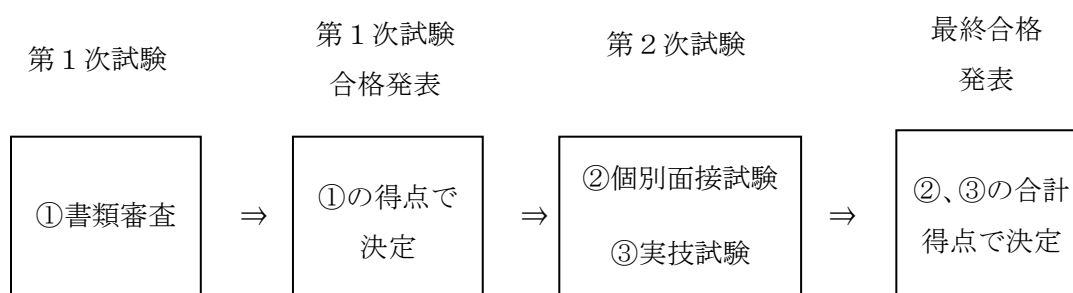 第１次試験
第１次試験
合格発表
第２次試験
最終合格
発表
①書類審査
⇒
①の得点で
決定
⇒
②個別面接試験
③実技試験
⇒
②、③の合計
得点で決定